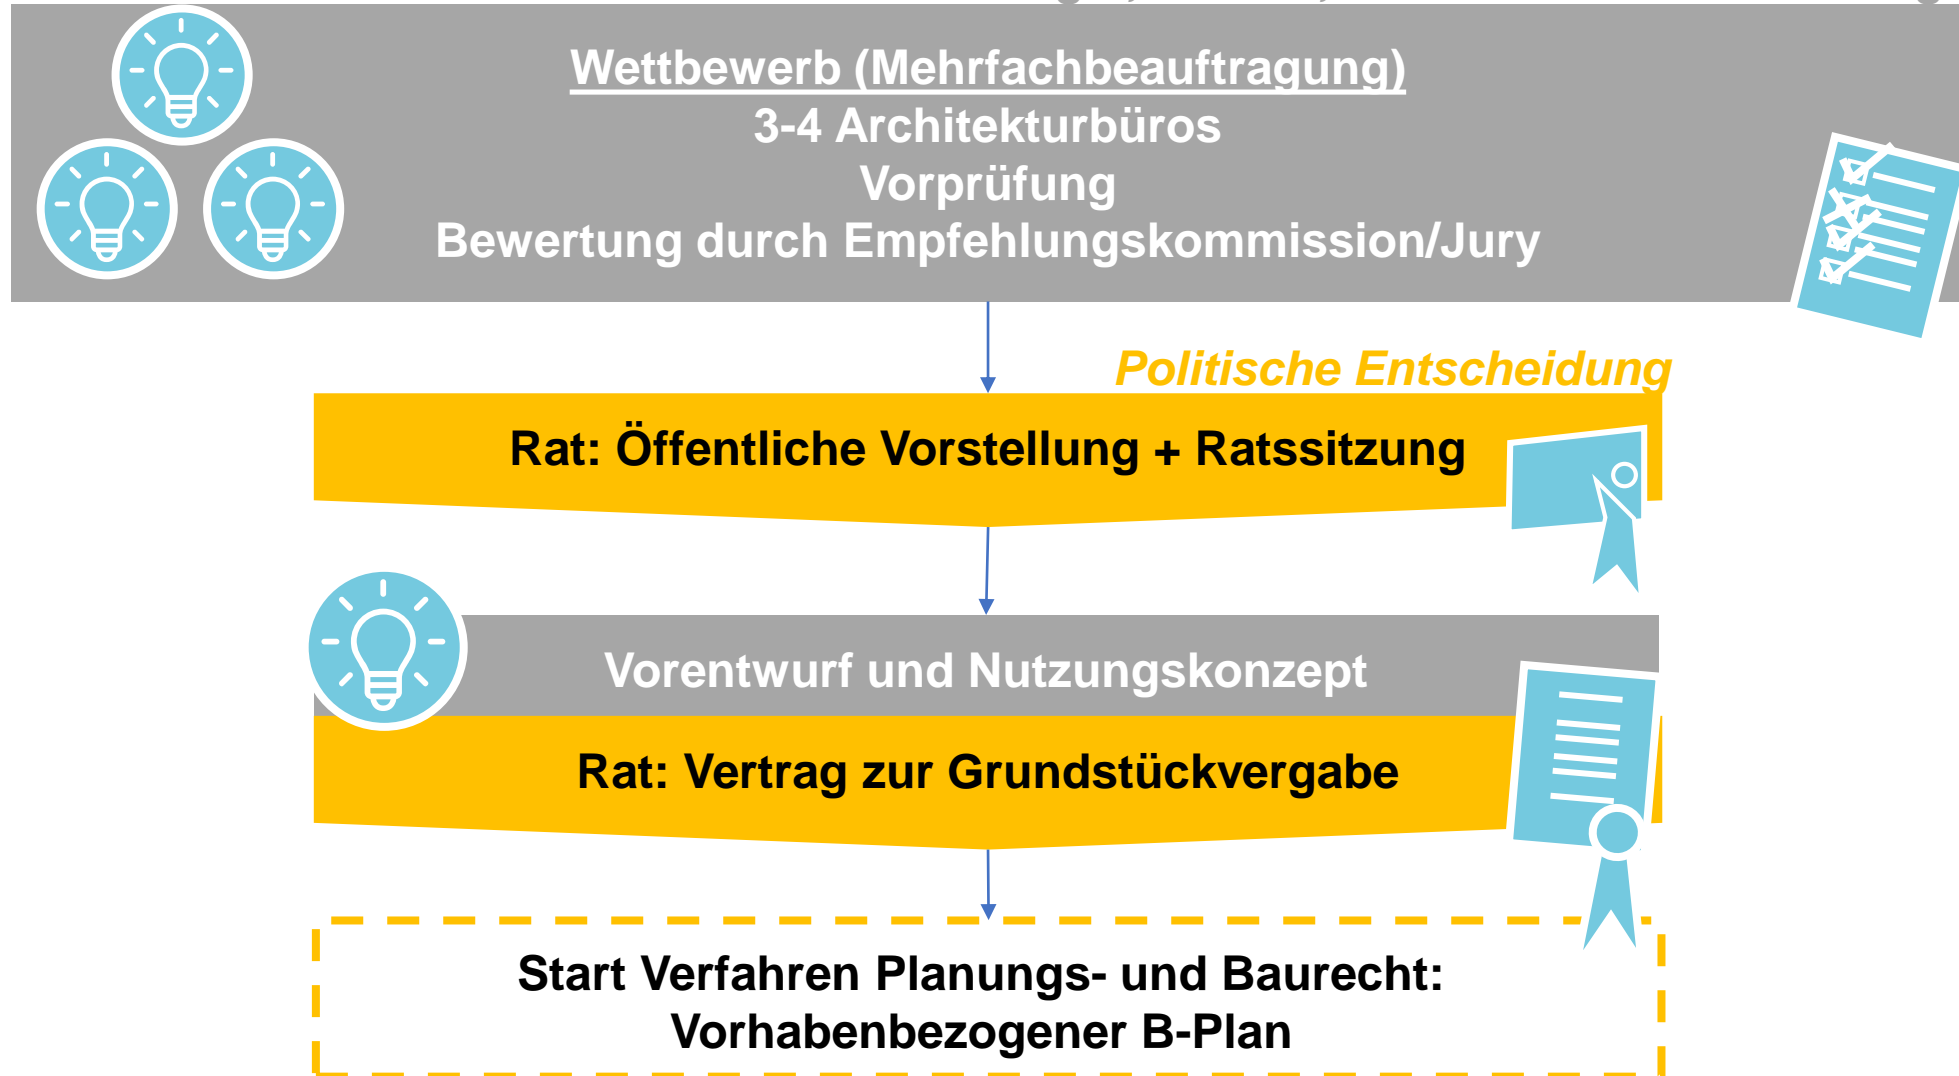 Wettbewerb (Mehrfachbeauftragung)
3-4 Architekturbüros
Vorprüfung
Bewertung durch Empfehlungskommission/Jury
Politische Entscheidung
Rat: Öffentliche Vorstellung + Ratssitzung
Vorentwurf und Nutzungskonzept
Rat: Vertrag zur Grundstückvergabe
Start Verfahren Planungs- und Baurecht:
Vorhabenbezogener B-Plan